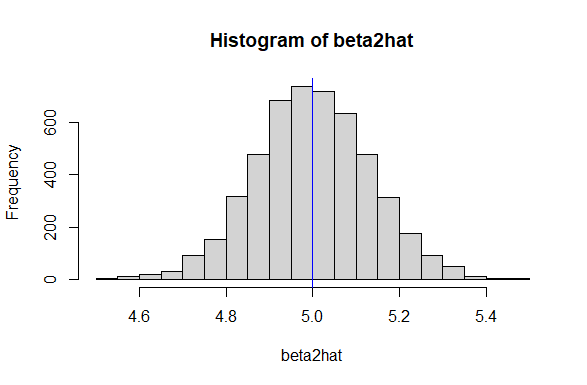 Histogram of beta2hat
Frequency
600
400
200
0
4.6 4.8 5.0 5.2 5.4
beta2hat